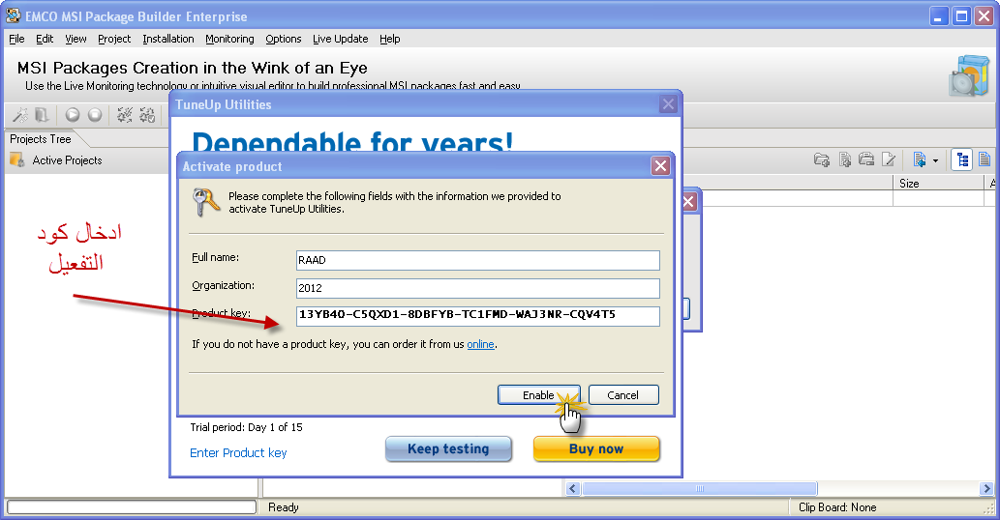 EMCO MSI Package Builder Enterprise
File Edit View Project Installation Monitoring Options Live Update Help
MSI Packages Creation in the Wink of an Eye
Use the Live Monitoring technology or intuitive visual editor to build professional MSI packages fast and easy
TuneUp Utilities
Projects Tree
Dependable for years!
Active Projects
Activate product
Size
Please complete the following fields with the information we provided to
activate TuneUp Utilities.
ادخال كود
التفعيل
Full name:
RAAD
Organization:
2012
Product key:
13YB4O-C5QXD1-8DBFYB-TC1FMD-WAJ3NR-CQV4T5
If you do not have a product key, you can order it from us online.
Enable
Cancel
Trial period: Day 1 of 15
Enter Product key
Keep testing
Buy now
Ready
Clip Board: None